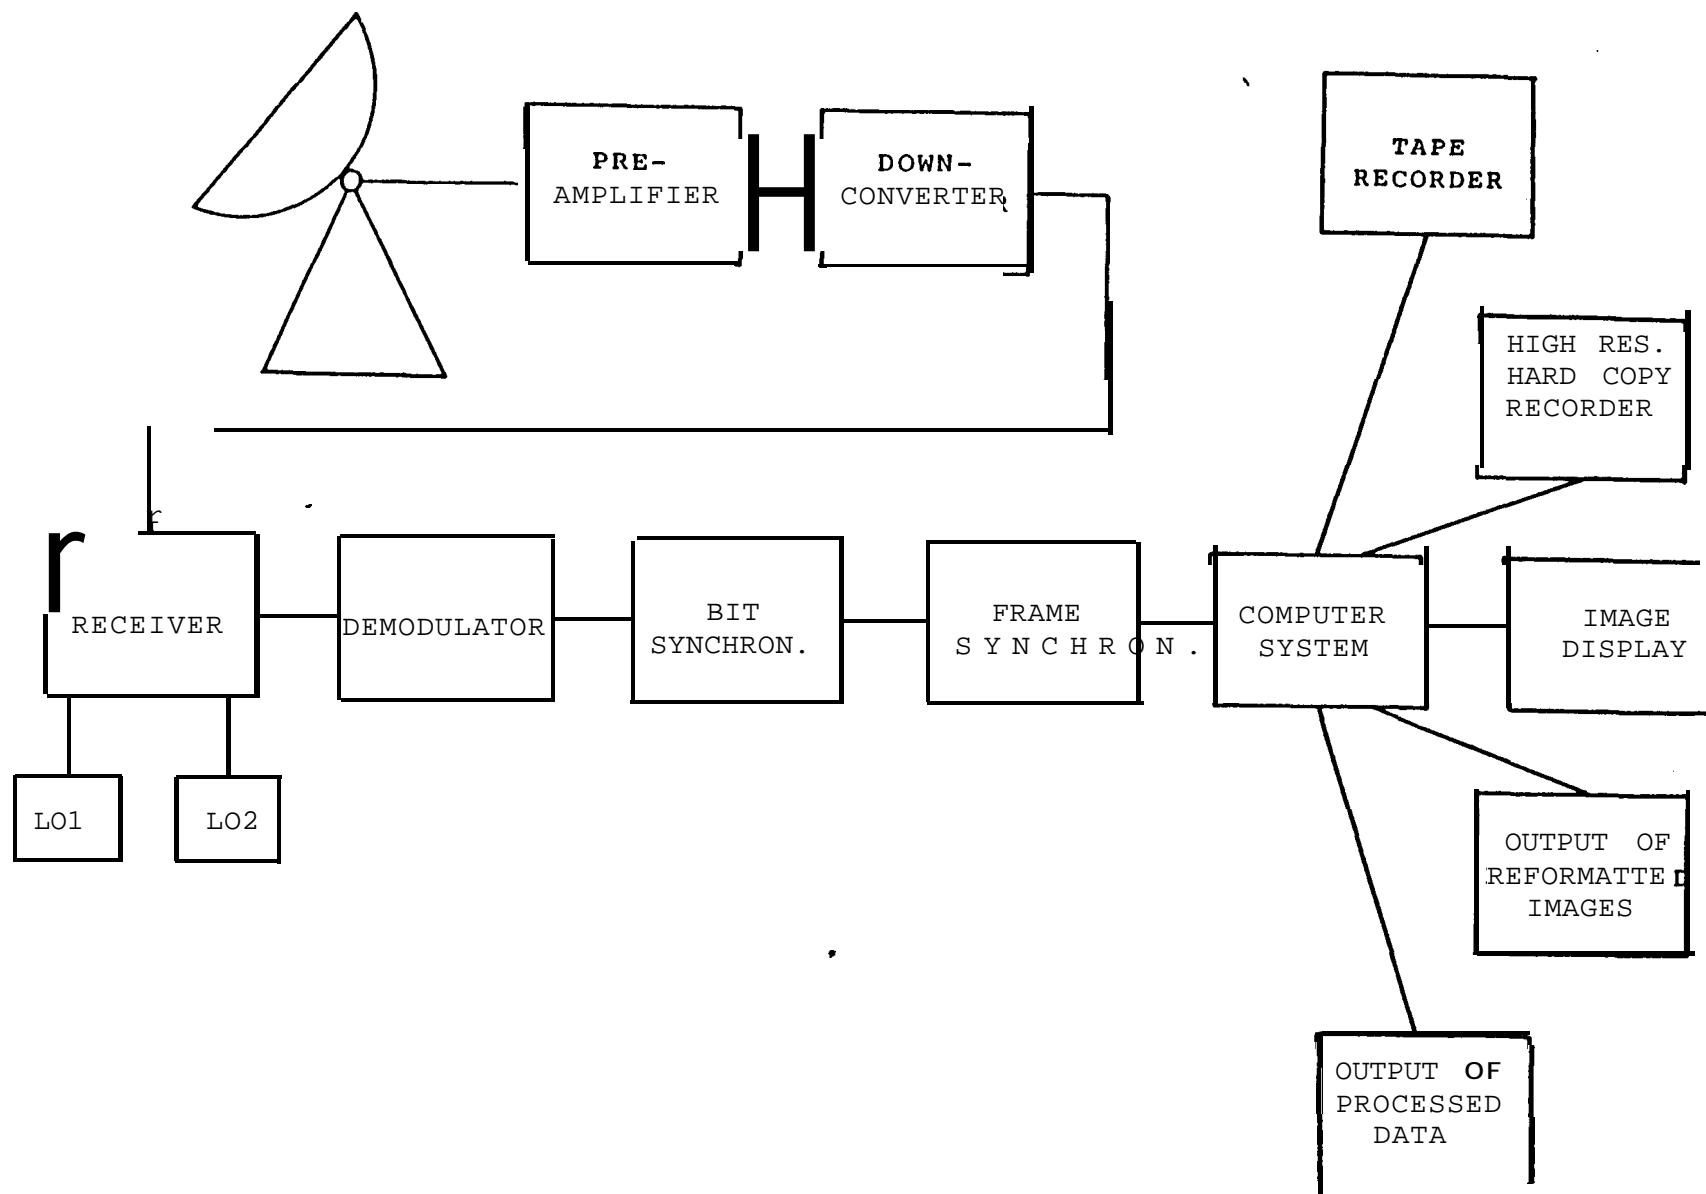 PRE-
AMPLIFIER
DOWN-
CONVERTER
TAPE
RECORDER
HIGH RES.
HARD COPY
RECORDER
RECEIVER
DEMODULATOR
BIT
SYNCHRON.
FRAME
SYNCHRON.
COMPUTER
SYSTEM
IMAGE
DISPLAY
LO1
LO2
OUTPUT OF
REFORMATTED
IMAGES
OUTPUT OF
PROCESSED
DATA